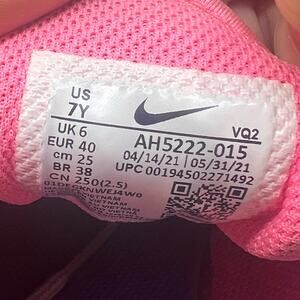 US
7Y
UK 6
EUR 40
cm 25
BR 38
CN 250(2.5)
VQ2
AH5222-015
04/14/21 | 05/31/21
UPC 00194502271492
VIETNAM